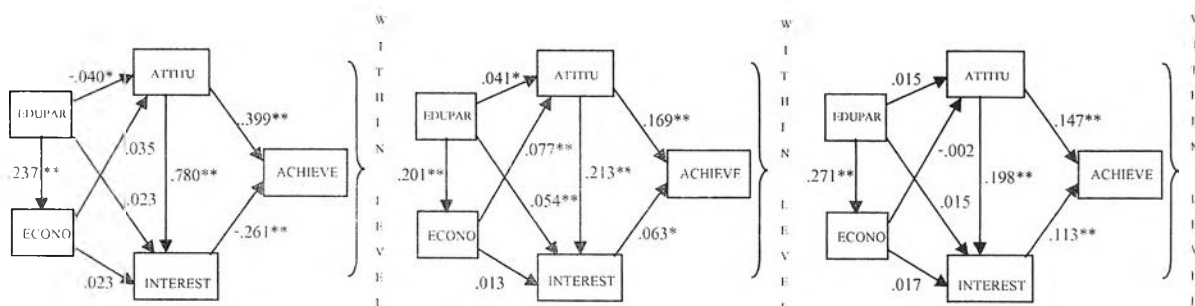 ATTITU
-.040*
EDUPAR
.399**
.035
.237**
.780**
ACHIEVE
.023
ECONO
-.261**
INTEREST
.023
WITHIN LEVEL
ATTITU
.041*
EDUPAR
.169**
.077**
.201**
.213**
ACHIEVE
.054**
ECONO
.063*
INTEREST
.013
WITHIN LEVEL
ATTITU
.015
EDUPAR
.147**
-.002
.271**
.198**
ACHIEVE
.015
ECONO
.113**
INTEREST
.017